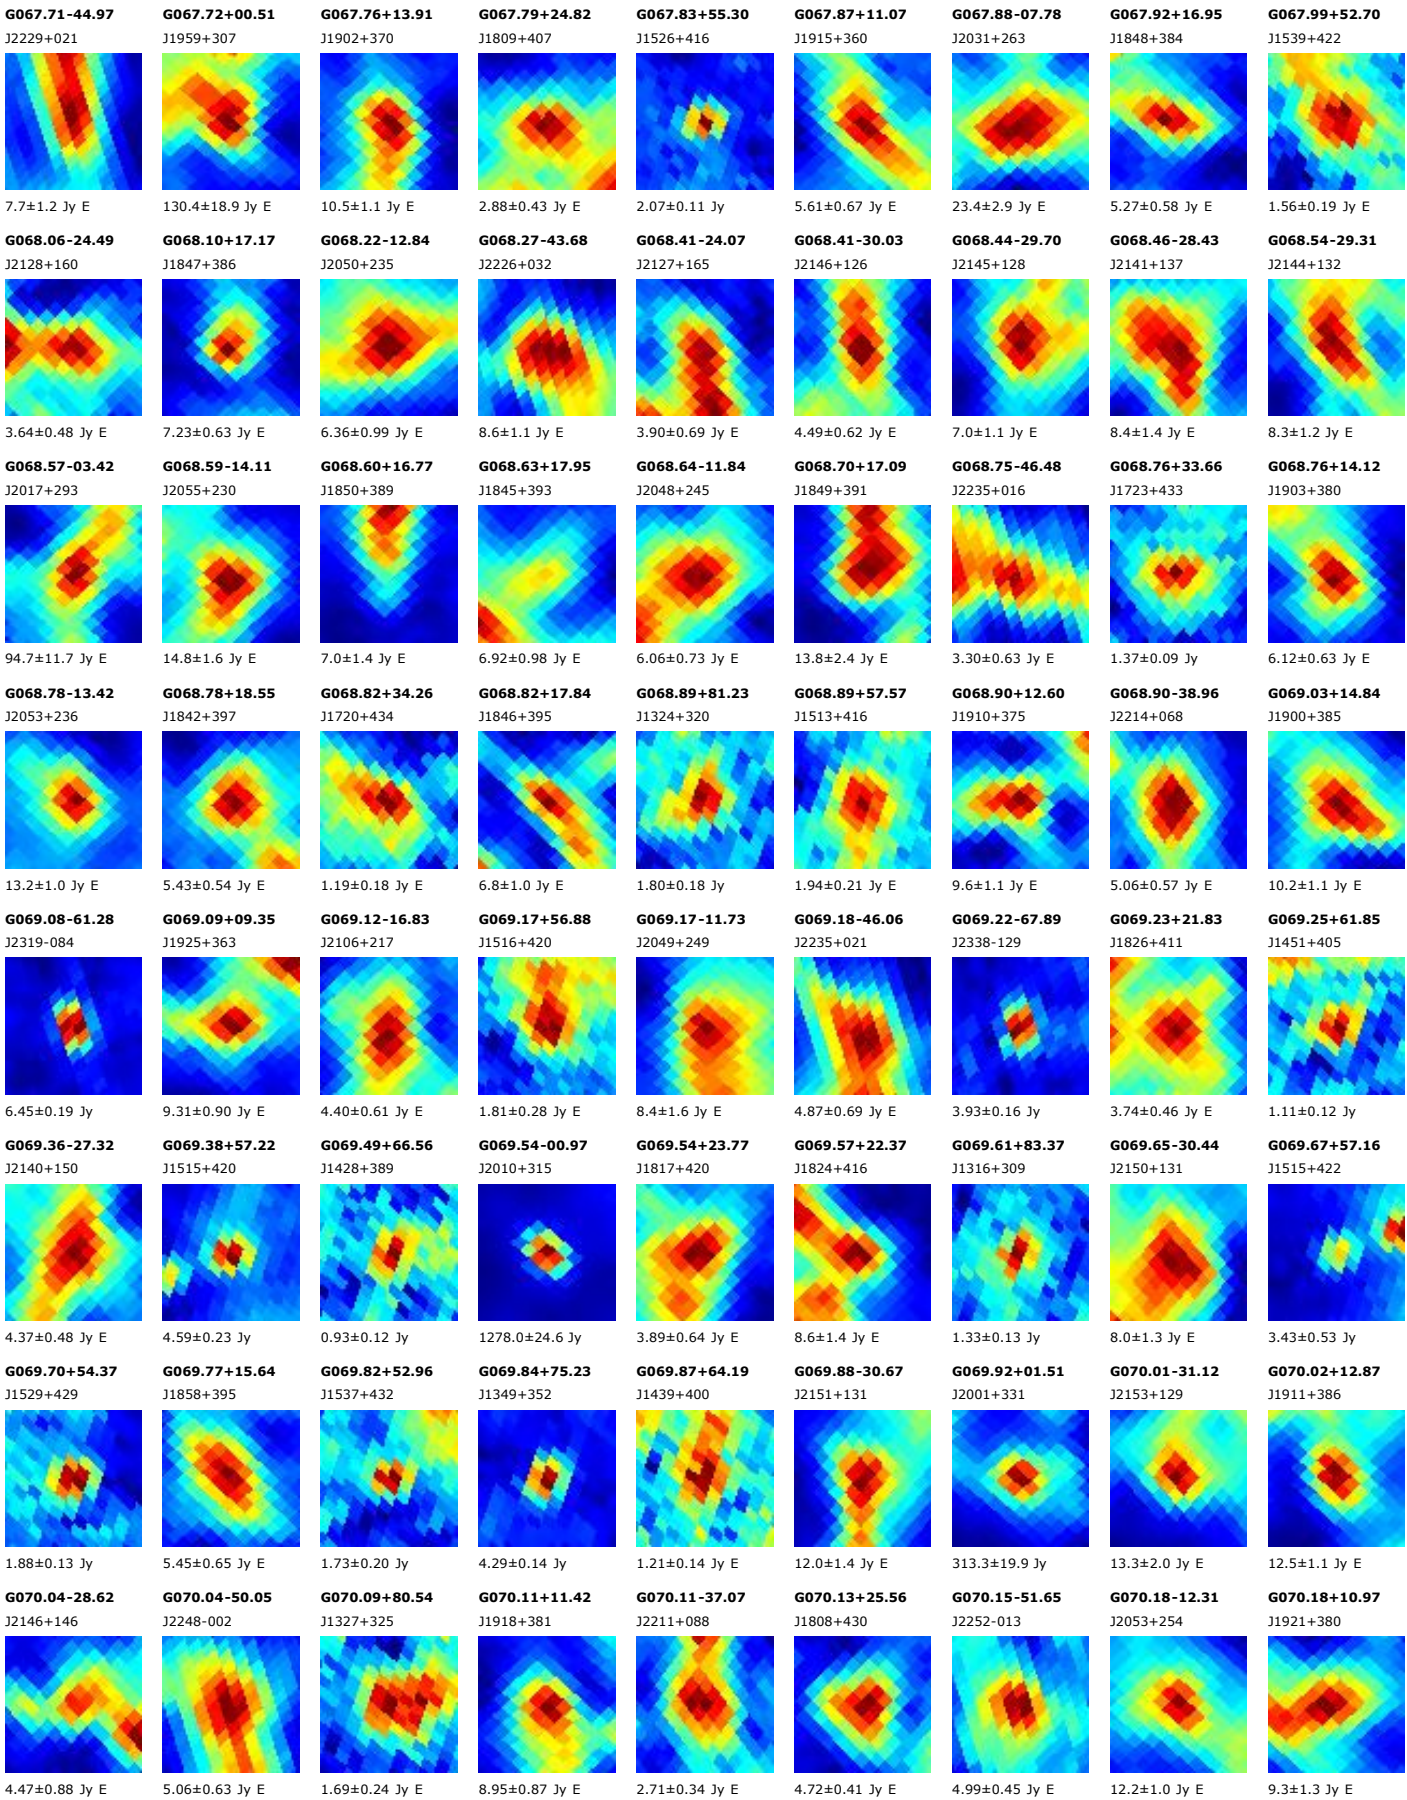 G067.71-44.97 G067.72+00.51 G067.76+13.91 G067.79+24.82 G067.83+55.30 G067.87+11.07 G067.88-07.78 G067.92+16.95 G067.99+52.70
J2229+021 J1959+307 J1902+370 J1809+407 J1526+416 J1915+360 J2031+263 J1848+384 J1539+422
7.7±1.2 Jy E 130.4±18.9 Jy E 10.5±1.1 Jy E 2.88±0.43 Jy E 2.07±0.11 Jy 5.61±0.67 Jy E 23.4±2.9 Jy E 5.27±0.58 Jy E 1.56±0.19 Jy E
G068.06-24.49 G068.10+17.17 G068.22-12.84 G068.27-43.68 G068.41-24.07 G068.41-30.03 G068.44-29.70 G068.46-28.43 G068.54-29.31
J2128+160 J1847+386 J2050+235 J2226+032 J2127+165 J2146+126 J2145+128 J2141+137 J2144+132
3.64±0.48 Jy E 7.23±0.63 Jy E 6.36±0.99 Jy E 8.6±1.1 Jy E 3.90±0.69 Jy E 4.49±0.62 Jy E 7.0±1.1 Jy E 8.4±1.4 Jy E 8.3±1.2 Jy E
G068.57-03.42 G068.59-14.11 G068.60+16.77 G068.63+17.95 G068.64-11.84 G068.70+17.09 G068.75-46.48 G068.76+33.66 G068.76+14.12
J2017+293 J2055+230 J1850+389 J1845+393 J2048+245 J1849+391 J2235+016 J1723+433 J1903+380
94.7±11.7 Jy E 14.8±1.6 Jy E 7.0±1.4 Jy E 6.92±0.98 Jy E 6.06±0.73 Jy E 13.8±2.4 Jy E 3.30±0.63 Jy E 1.37±0.09 Jy 6.12±0.63 Jy E
G068.78-13.42 G068.78+18.55 G068.82+34.26 G068.82+17.84 G068.89+81.23 G068.89+57.57 G068.90+12.60 G068.90-38.96 G069.03+14.84
J2053+236 J1842+397 J1720+434 J1846+395 J1324+320 J1513+416 J1910+375 J2214+068 J1900+385
13.2±1.0 Jy E 5.43±0.54 Jy E 1.19±0.18 Jy E 6.8±1.0 Jy E 1.80±0.18 Jy 1.94±0.21 Jy E 9.6±1.1 Jy E 5.06±0.57 Jy E 10.2±1.1 Jy E
G069.08-61.28 G069.09+09.35 G069.12-16.83 G069.17+56.88 G069.17-11.73 G069.18-46.06 G069.22-67.89 G069.23+21.83 G069.25+61.85
J2319-084 J1925+363 J2106+217 J1516+420 J2049+249 J2235+021 J2338-129 J1826+411 J1451+405
6.45±0.19 Jy 9.31±0.90 Jy E 4.40±0.61 Jy E 1.81±0.28 Jy E 8.4±1.6 Jy E 4.87±0.69 Jy E 3.93±0.16 Jy 3.74±0.46 Jy E 1.11±0.12 Jy
G069.36-27.32 G069.38+57.22 G069.49+66.56 G069.54-00.97 G069.54+23.77 G069.57+22.37 G069.61+83.37 G069.65-30.44 G069.67+57.16
J2140+150 J1515+420 J1428+389 J2010+315 J1817+420 J1824+416 J1316+309 J2150+131 J1515+422
4.37±0.48 Jy E 4.59±0.23 Jy 0.93±0.12 Jy 1278.0±24.6 Jy 3.89±0.64 Jy E 8.6±1.4 Jy E 1.33±0.13 Jy 8.0±1.3 Jy E 3.43±0.53 Jy
G069.70+54.37 G069.77+15.64 G069.82+52.96 G069.84+75.23 G069.87+64.19 G069.88-30.67 G069.92+01.51 G070.01-31.12 G070.02+12.87
J1529+429 J1858+395 J1537+432 J1349+352 J1439+400 J2151+131 J2001+331 J2153+129 J1911+386
1.88±0.13 Jy 5.45±0.65 Jy E 1.73±0.20 Jy 4.29±0.14 Jy 1.21±0.14 Jy E 12.0±1.4 Jy E 313.3±19.9 Jy 13.3±2.0 Jy E 12.5±1.1 Jy E
G070.04-28.62 G070.04-50.05 G070.09+80.54 G070.11+11.42 G070.11-37.07 G070.13+25.56 G070.15-51.65 G070.18-12.31 G070.18+10.97
J2146+146 J2248-002 J1327+325 J1918+381 J2211+088 J1808+430 J2252-013 J2053+254 J1921+380
4.47±0.88 Jy E 5.06±0.63 Jy E 1.69±0.24 Jy E 8.95±0.87 Jy E 2.71±0.34 Jy E 4.72±0.41 Jy E 4.99±0.45 Jy E 12.2±1.0 Jy E 9.3±1.3 Jy E